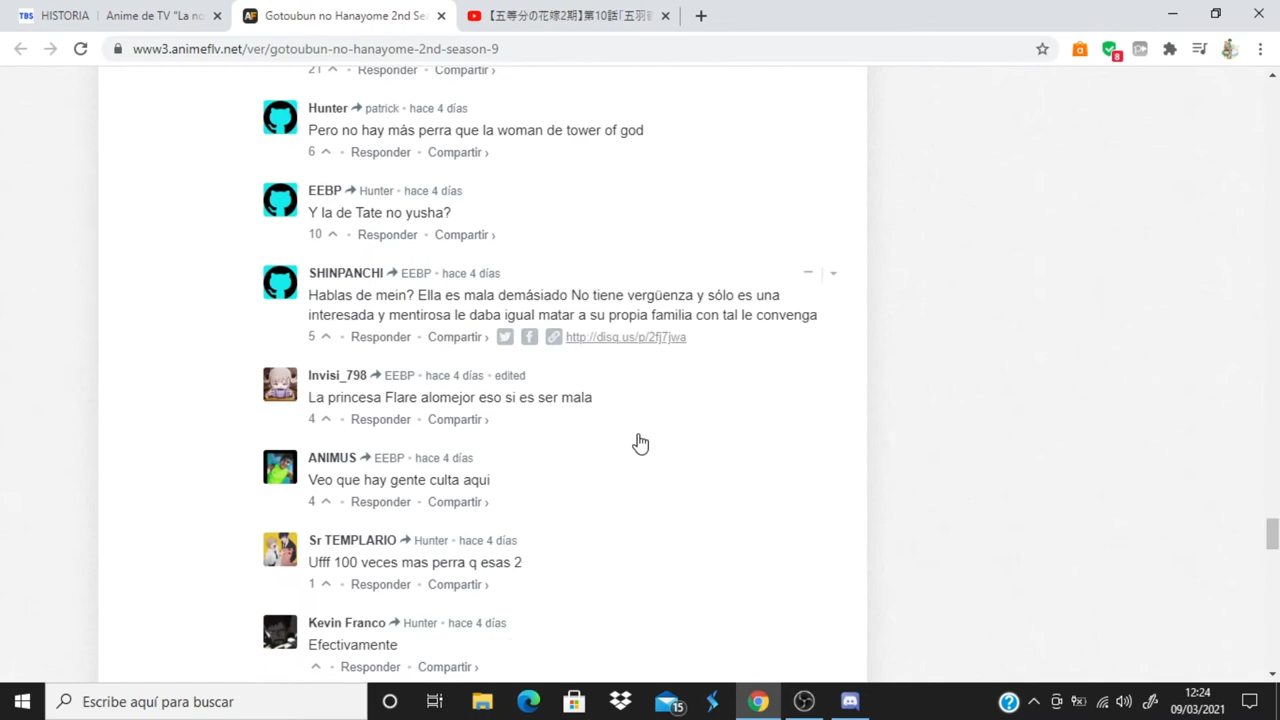 TBS HISTORIA | Anime de TV "La no
Gotoubun no Hanayome 2nd Sea
【五等分の花嫁2期】第10話「五羽
www3.animeflv.net/ver/gotoubun-no-hanayome-2nd-season-9
8
21 Responder • Compartir ›
Hunter patrick • hace 4 días
Pero no hay más perra que la woman de tower of god
6 • Responder • Compartir ›
EEBP Hunter • hace 4 días
Y la de Tate no yusha?
10 • Responder • Compartir ›
SHINPANCHI EEBP • hace 4 días
Hablas de mein? Ella es mala demásiado No tiene vergüenza y sólo es una
interesada y mentirosa le daba igual matar a su propia familia con tal le convenga
5 • Responder • Compartir › http://disq.us/p/2fj7jwa
Invisi_798 EEBP • hace 4 días • edited
La princesa Flare alomejor eso si es ser mala
4 • Responder • Compartir ›
ANIMUS EEBP • hace 4 días
Veo que hay gente culta aqui
4 • Responder • Compartir ›
Sr TEMPLARIO Hunter • hace 4 días
Ufff 100 veces mas perra q esas 2
1 • Responder • Compartir ›
Kevin Franco Hunter • hace 4 días
Efectivamente
• Responder • Compartir ›
Escribe aquí para buscar
15
12:24
09/03/2021